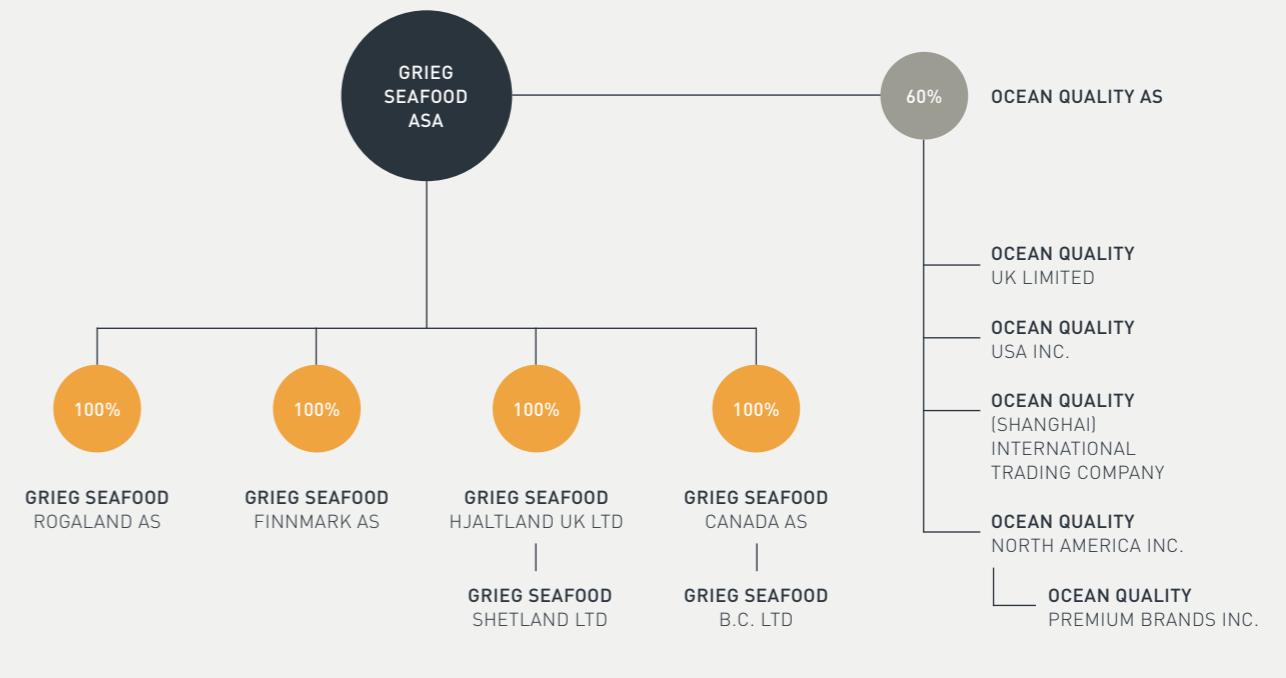 GRIEG
SEAFOOD
ASA
60%
OCEAN QUALITY AS
OCEAN QUALITY
UK LIMITED
OCEAN QUALITY
USA INC.
OCEAN QUALITY
(SHANGHAI)
INTERNATIONAL
TRADING COMPANY
OCEAN QUALITY
NORTH AMERICA INC.
OCEAN QUALITY
PREMIUM BRANDS INC.
100%
GRIEG SEAFOOD
ROGALAND AS
100%
GRIEG SEAFOOD
FINNMARK AS
100%
GRIEG SEAFOOD
HJALTLAND UK LTD
GRIEG SEAFOOD
SHETLAND LTD
100%
GRIEG SEAFOOD
CANADA AS
GRIEG SEAFOOD
B.C. LTD